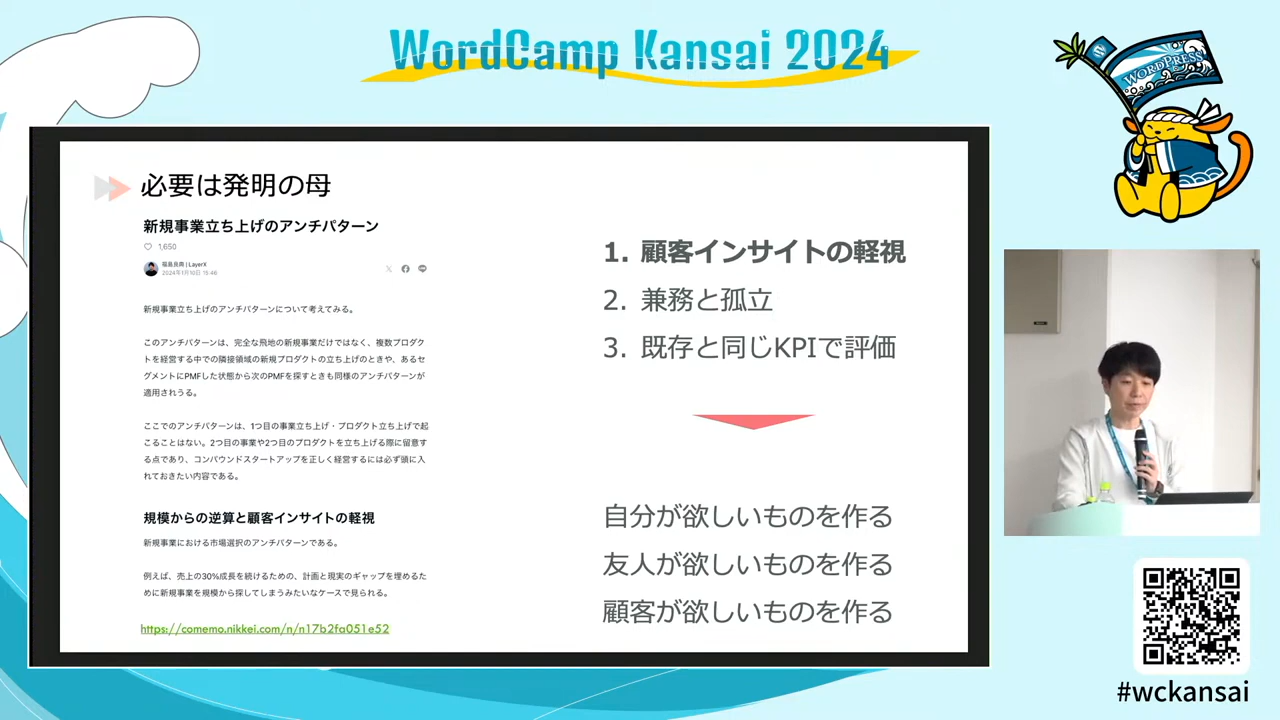 WordCamp Kansai 2024
WORDPRESS
必要は発明の母
新規事業立ち上げのアンチパターン
1,650
福島良典 | LayerX
2024年1月10日 15:46
新規事業立ち上げのアンチパターンについて考えてみる。
このアンチパターンは、完全な飛地の新規事業だけではなく、複数プロダク
トを経営する中での隣接領域の新規プロダクトの立ち上げのときや、あるセ
グメントにPMFした状態から次のPMFを探すときも同様のアンチパターンが
適用されうる。
ここでのアンチパターンは、1つ目の事業立ち上げ・プロダクト立ち上げで起
こることはない。2つ目の事業や2つ目のプロダクトを立ち上げる際に留意す
る点であり、コンパウンドスタートアップを正しく経営するには必ず頭に入
れておきたい内容である。
規模からの逆算と顧客インサイトの軽視
新規事業における市場選択のアンチパターンである。
例えば、売上の30%成長を続けるための、計画と現実のギャップを埋めるた
めに新規事業を規模から探してしまうみたいなケースで見られる。
https://comemo.nikkei.com/n/n17b2fa051e52
1. 顧客インサイトの軽視
2. 兼務と孤立
3. 既存と同じKPIで評価
自分が欲しいものを作る
友人が欲しいものを作る
顧客が欲しいものを作る
#wckansai